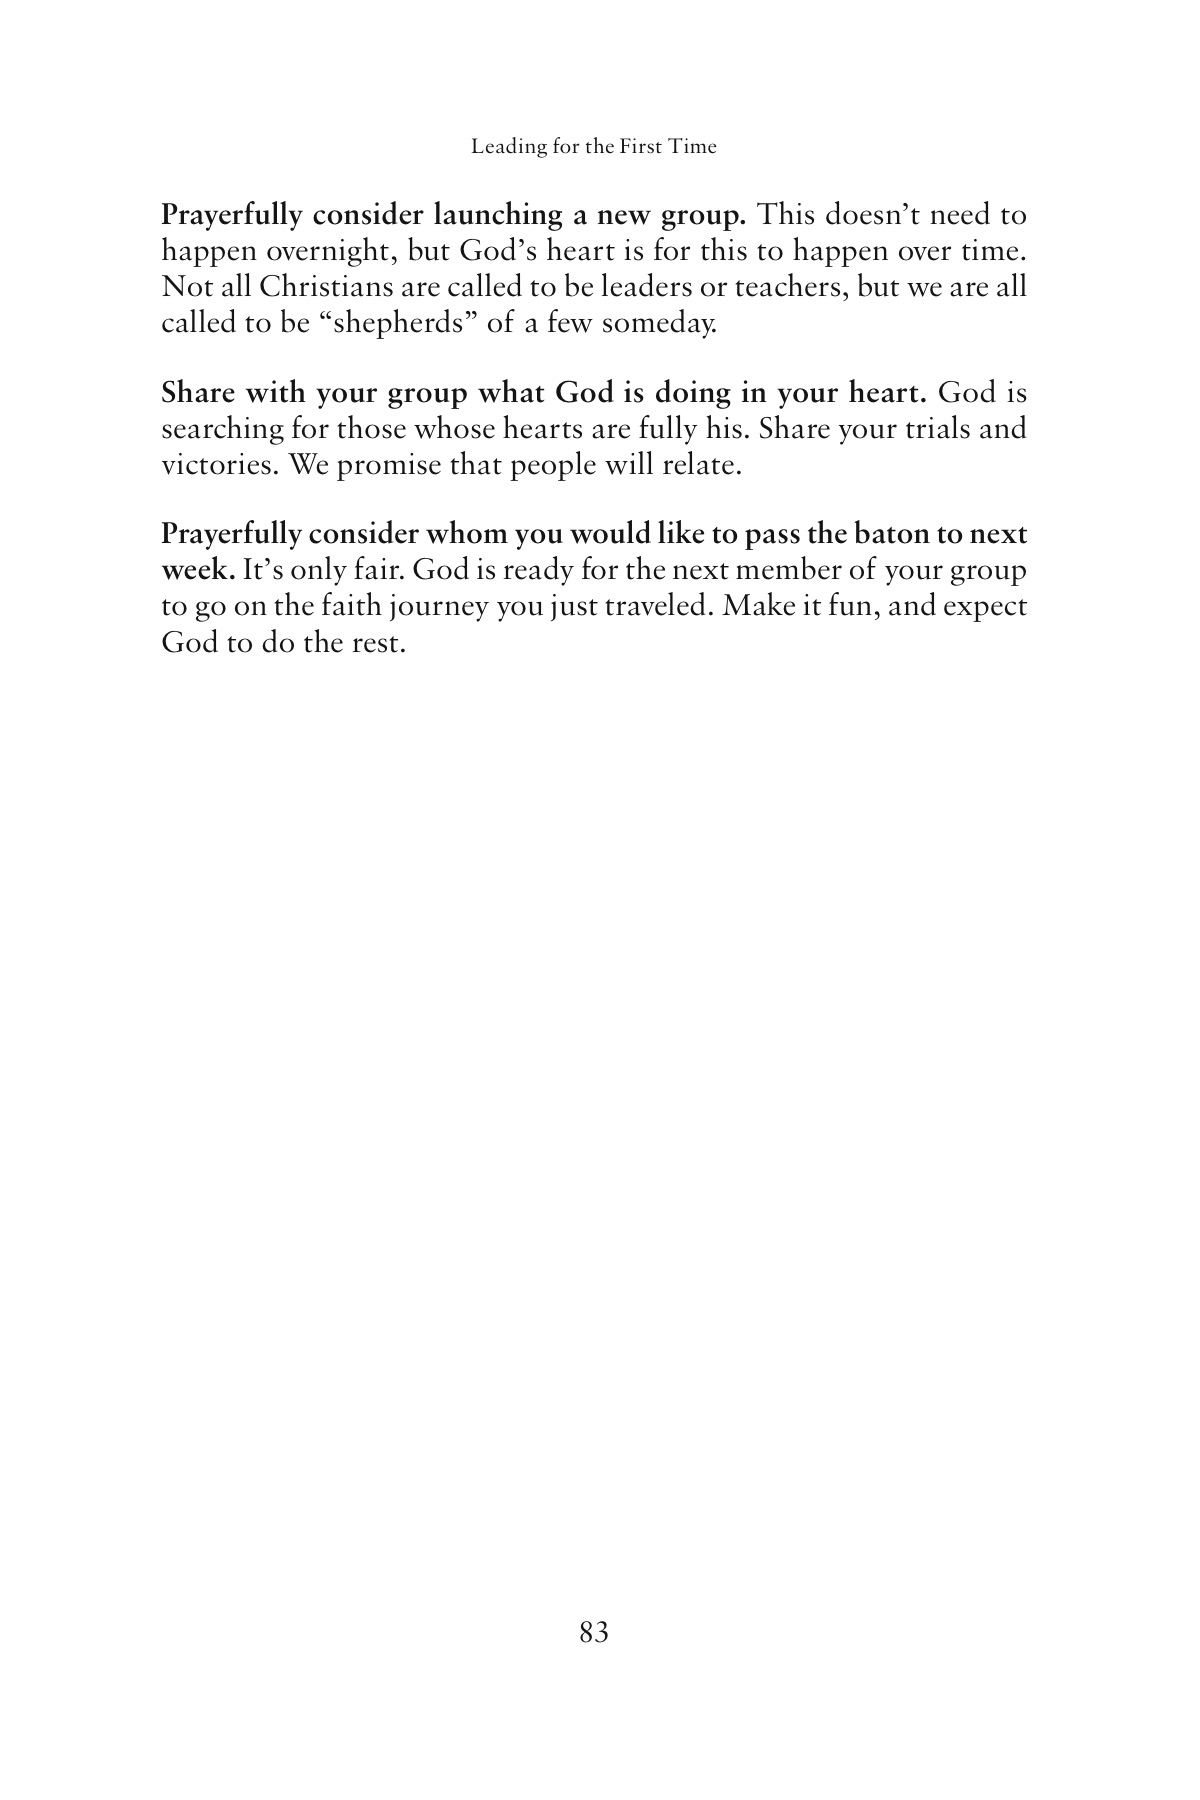 Leading for the First Time
Prayerfully consider launching a new group. This doesn’t need to
happen overnight, but God’s heart is for this to happen over time.
Not all Christians are called to be leaders or teachers, but we are all
called to be “shepherds” of a few someday.
Share with your group what God is doing in your heart. God is
searching for those whose hearts are fully his. Share your trials and
victories. We promise that people will relate.
Prayerfully consider whom you would like to pass the baton to next
week. It’s only fair. God is ready for the next member of your group
to go on the faith journey you just traveled. Make it fun, and expect
God to do the rest.
83